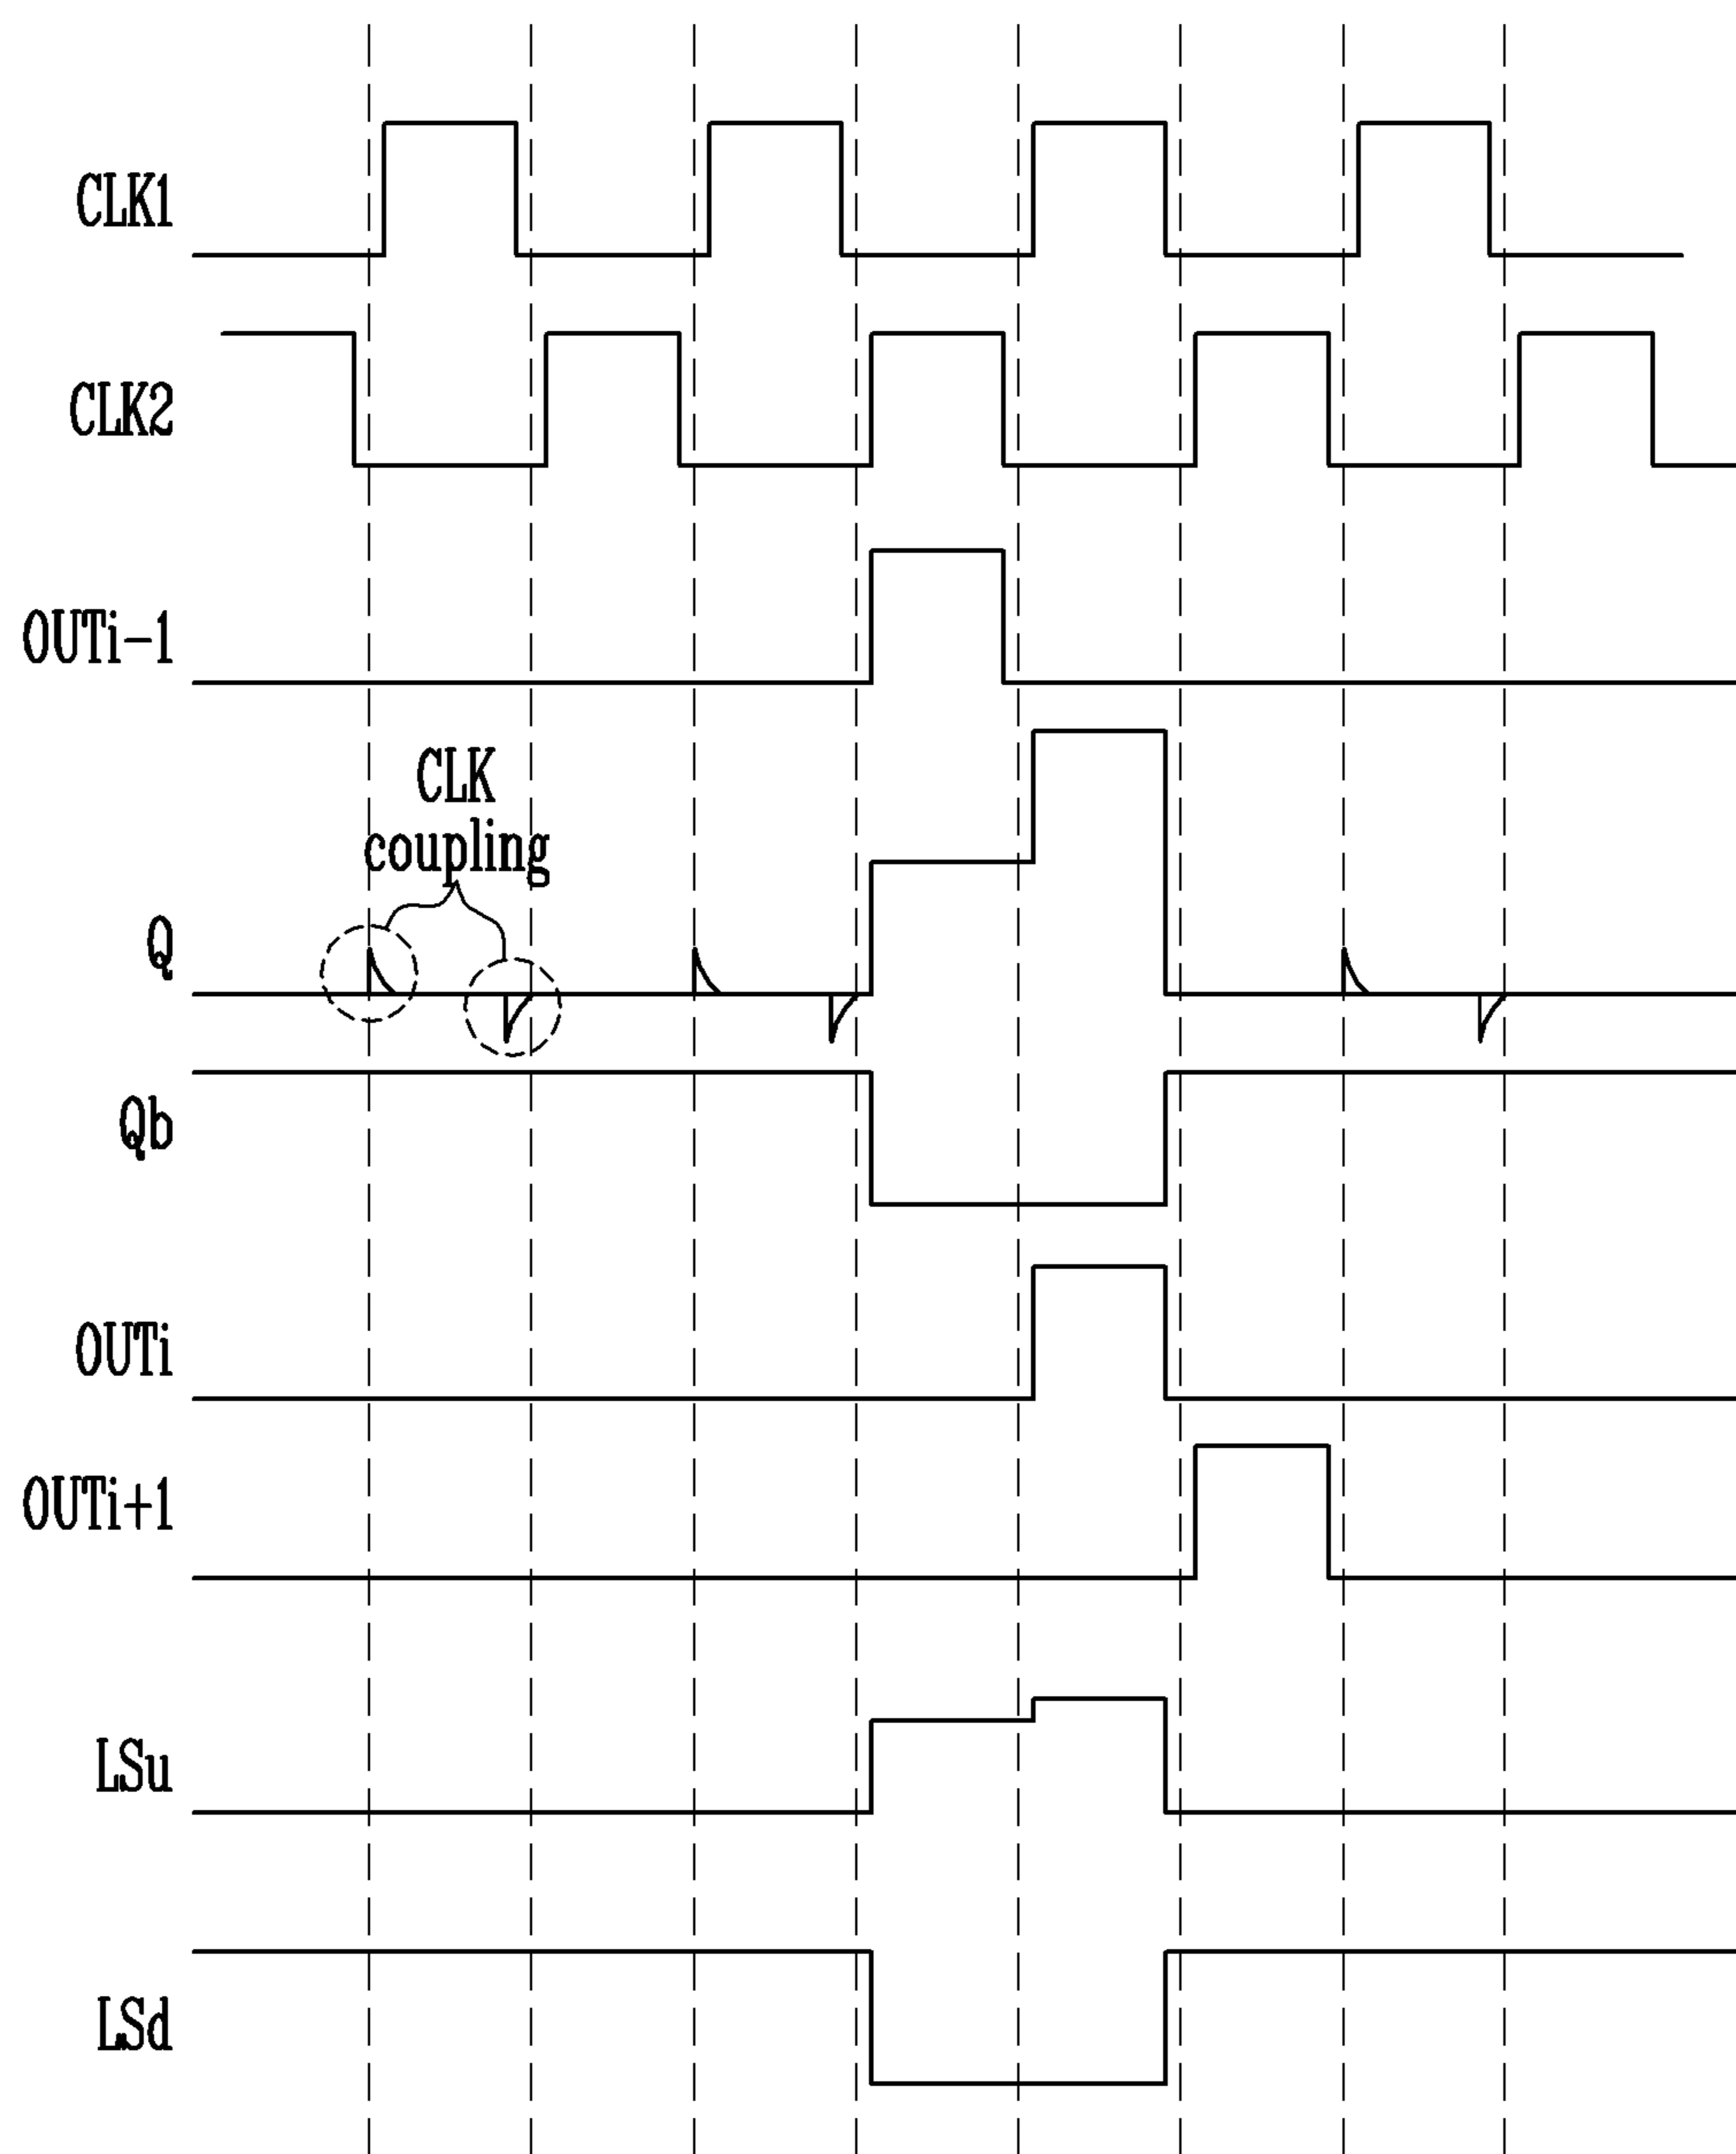 CLK1
CLK2
OUTi-1
CLK
coupling
Q
Qb
OUTi
OUTi+1
LSu
LSd